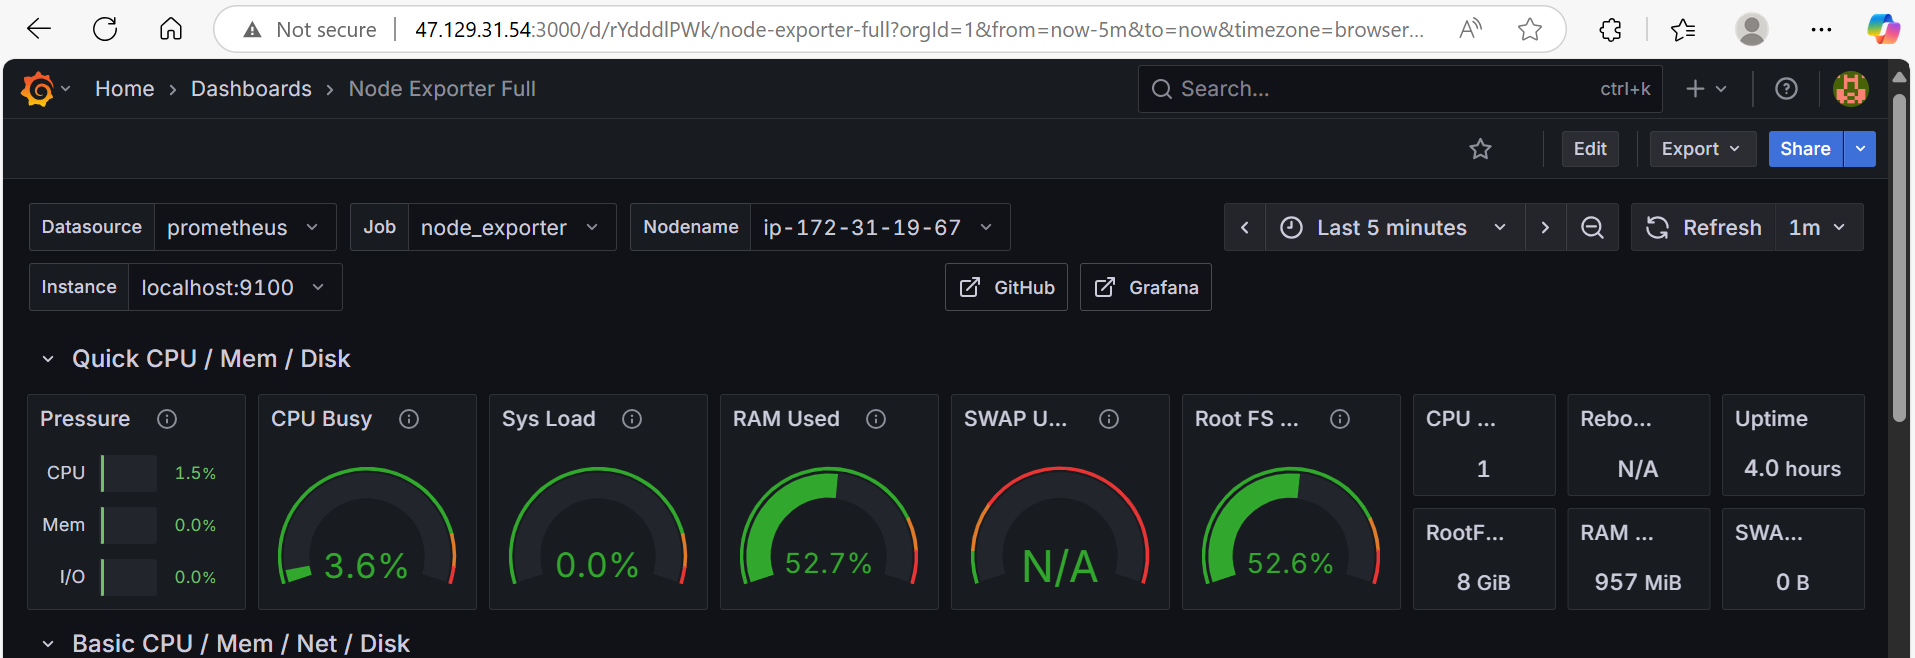 Not secure 47.129.31.54:3000/d/rYdddlPWk/node-exporter-full?orgId=1&from=now-5m&to=now&timezone=browser...
Home › Dashboards › Node Exporter Full
Search... ctrl+k
Edit Export Share
Datasource prometheus Job node_exporter Nodename ip-172-31-19-67 Last 5 minutes Refresh 1m
Instance localhost:9100 GitHub Grafana
Quick CPU / Mem / Disk
Pressure CPU Busy Sys Load RAM Used SWAP U... Root FS ... CPU ... Rebo... Uptime
1 N/A 4.0 hours
CPU 1.5%
Mem 0.0%
I/O 0.0%
3.6% 0.0% 52.7% N/A 52.6%
RootF... RAM ... SWA...
8 GiB 957 MiB 0 B
Basic CPU / Mem / Net / Disk